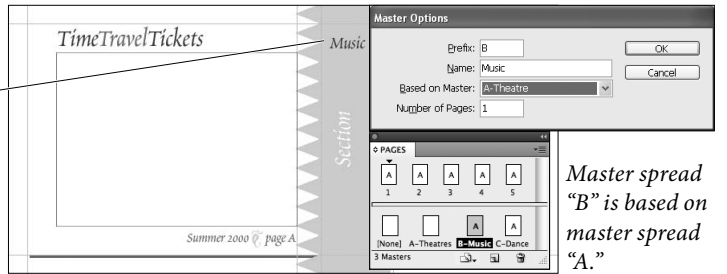 TimeTravelTickets
Music
Section
Summer 2000 page A
Master Options
Prefix: B
Name: Music
Based on Master: A-Theatre
Number of Pages: 1
OK
Cancel
PAGES
A A A A A
1 2 3 4 5
A A
[None] A-Theatres B-Music C-Dance
3 Masters
Master spread
“B” is based on
master spread
“A.”